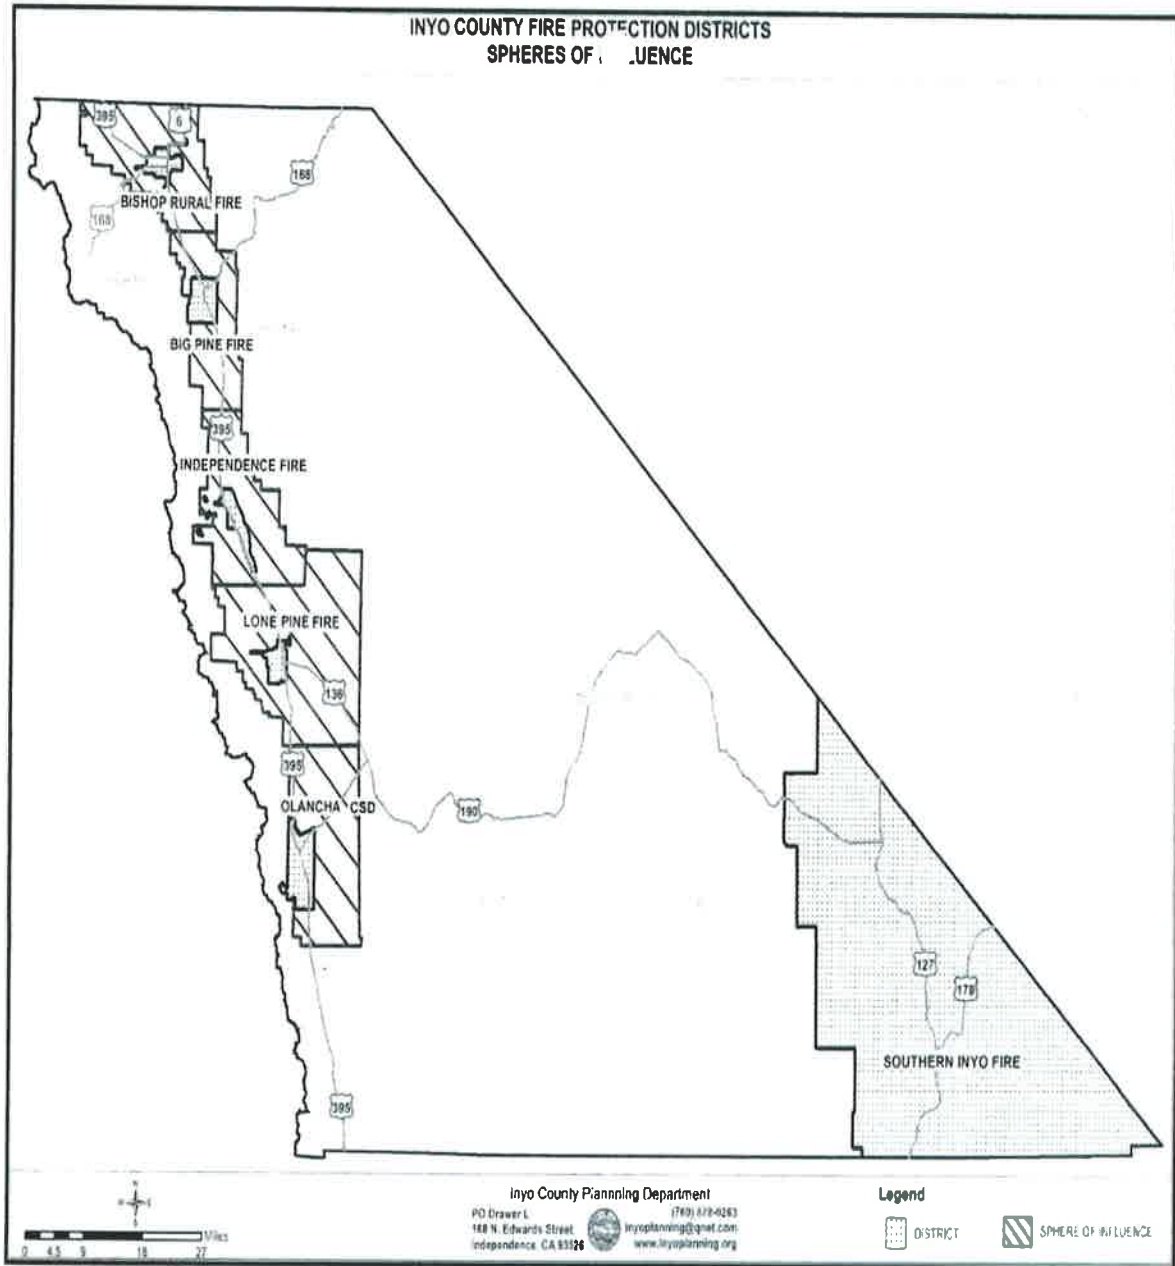 INYO COUNTY FIRE PROTECTION DISTRICTS
SPHERES OF
395
6
168
BISHOP RURAL FIRE
168
BIG PINE FIRE
395
INDEPENDENCE FIRE
LONE PINE FIRE
136
395
OLANCHA CSD
190
127
178
SOUTHERN INYO FIRE
395
N
Miles
0 4.5 9 18 27
Inyo County Plannning Department
PO Drawer L
168 N. Edwards Street
inyoplanning@qnet.com
Independence, CA 93526
www.inyoplanning.org
Legend
DISTRICT
SPHERE OF INFLUENCE